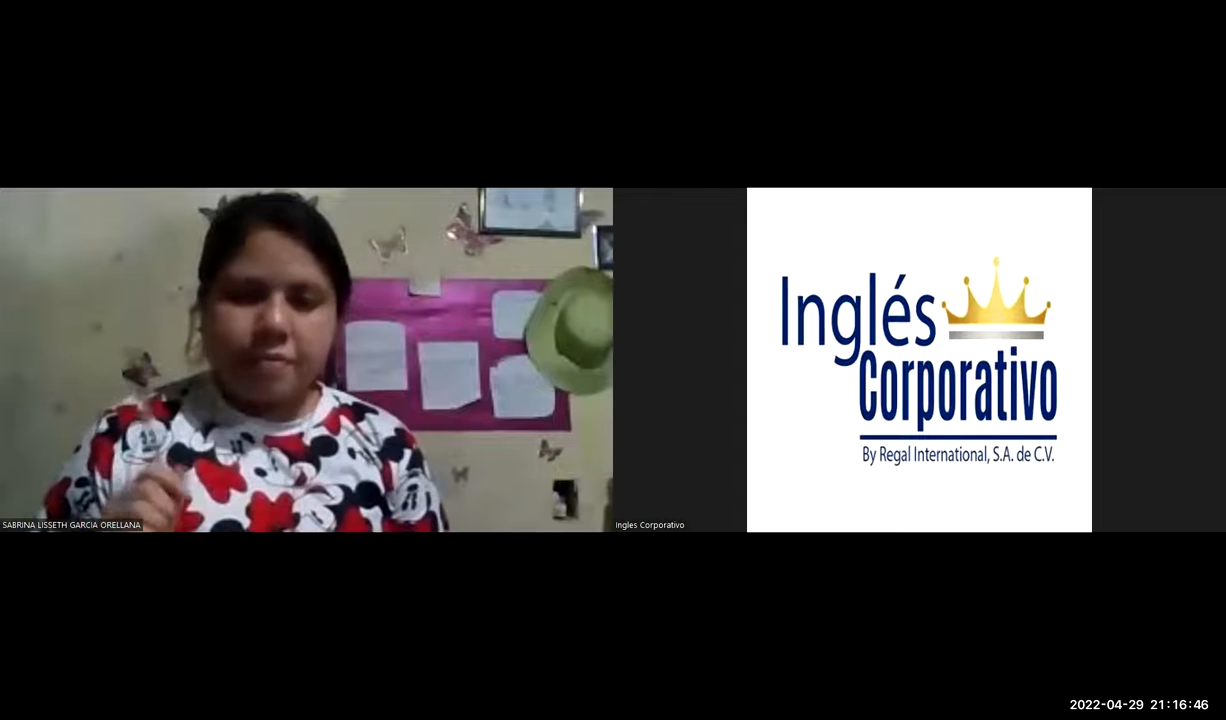 Inglés
Corporativo
By Regal International, S.A. de C.V.
SABRINA LISSETH GARCIA ORELLANA
Ingles Corporativo
2022-04-29 21:16:46